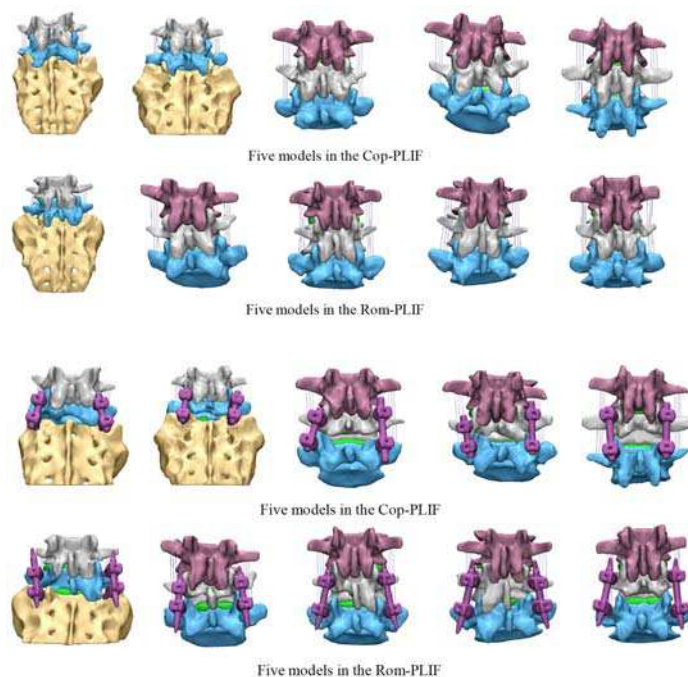 Five models in the Cop-PLIF
Five models in the Rom-PLIF
Five models in the Cop-PLIF
Five models in the Rom-PLIF